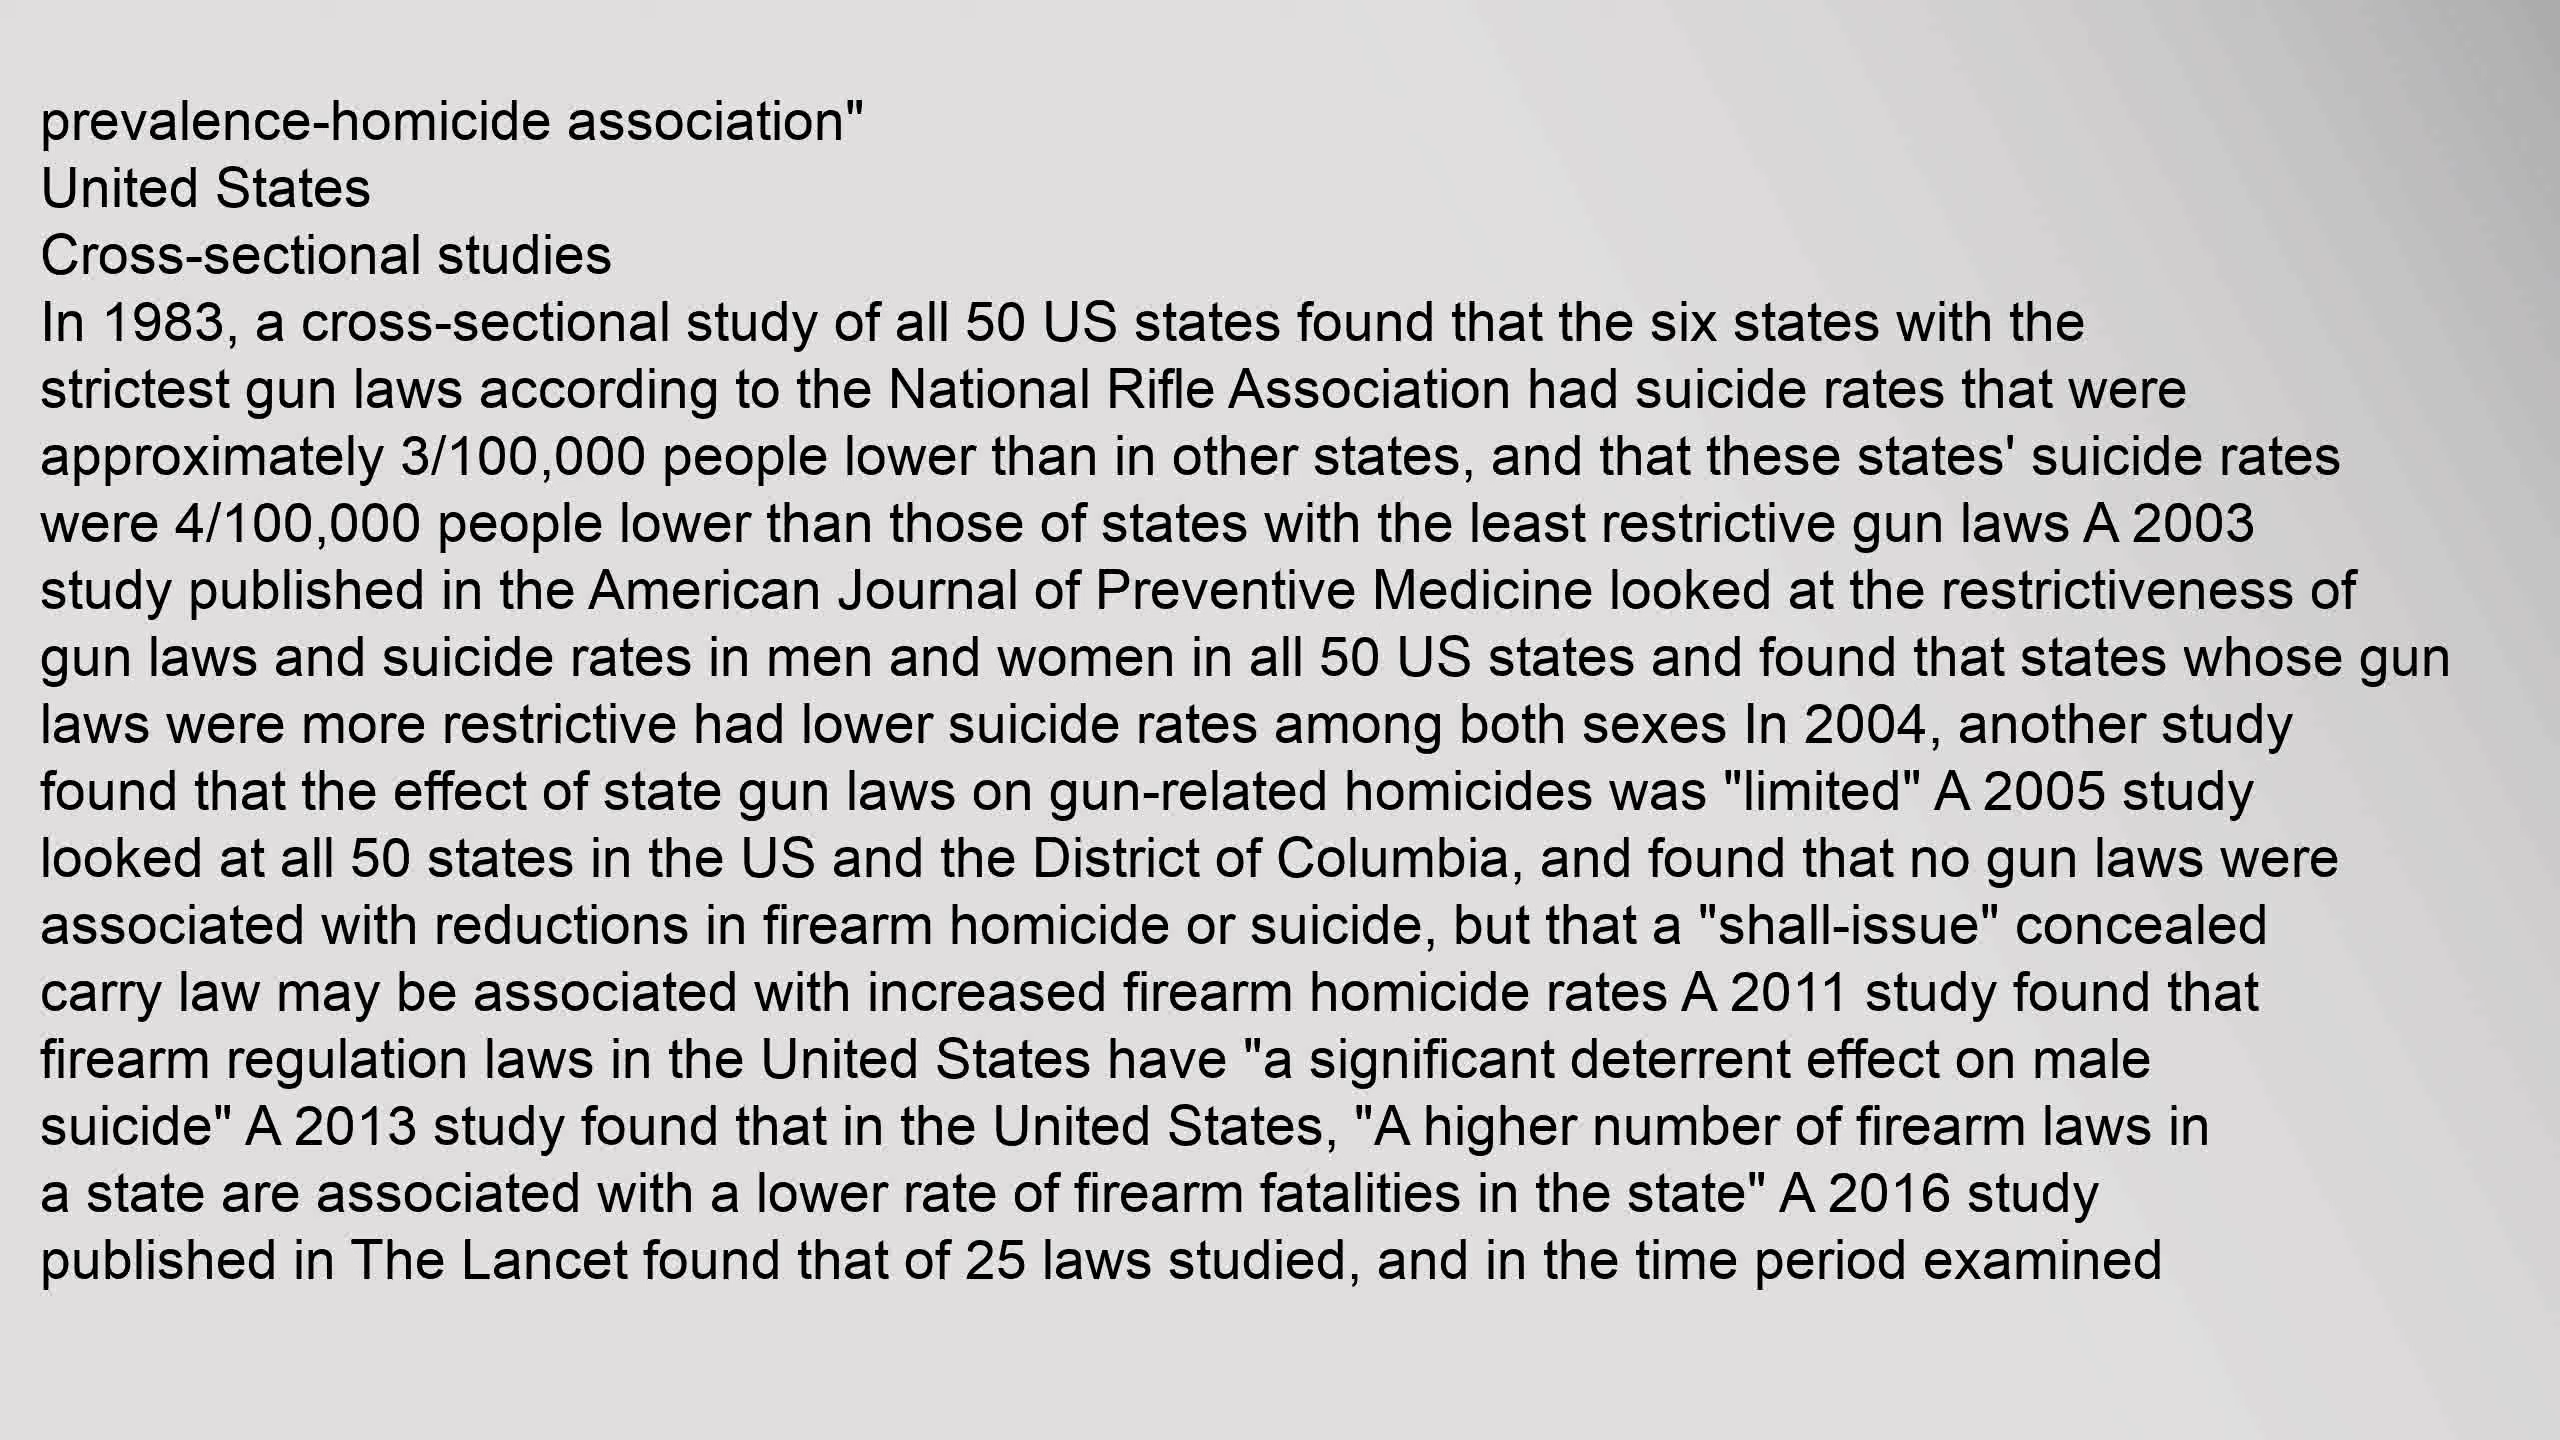 prevalence-homicide association"
United States
Cross-sectional studies
In 1983, a cross-sectional study of all 50 US states found that the six states with the
strictest gun laws according to the National Rifle Association had suicide rates that were
approximately 3/100,000 people lower than in other states, and that these states' suicide rates
were 4/100,000 people lower than those of states with the least restrictive gun laws A 2003
study published in the American Journal of Preventive Medicine looked at the restrictiveness of
gun laws and suicide rates in men and women in all 50 US states and found that states whose gun
laws were more restrictive had lower suicide rates among both sexes In 2004, another study
found that the effect of state gun laws on gun-related homicides was "limited" A 2005 study
looked at all 50 states in the US and the District of Columbia, and found that no gun laws were
associated with reductions in firearm homicide or suicide, but that a "shall-issue" concealed
carry law may be associated with increased firearm homicide rates A 2011 study found that
firearm regulation laws in the United States have "a significant deterrent effect on male
suicide" A 2013 study found that in the United States, "A higher number of firearm laws in
a state are associated with a lower rate of firearm fatalities in the state" A 2016 study
published in The Lancet found that of 25 laws studied, and in the time period examined